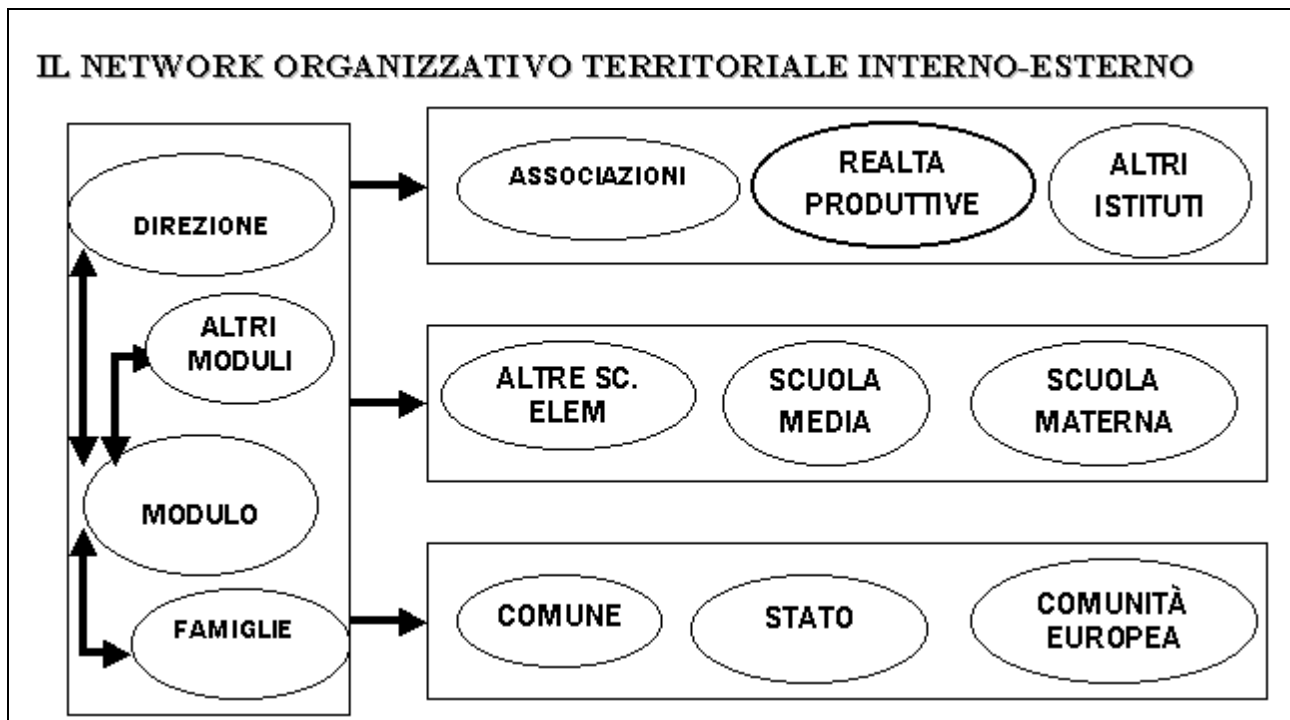 IL NETWORK ORGANIZZATIVO TERRITORIALE INTERNO-ESTERNO
DIREZIONE
ALTRI
MODULI
MODULO
FAMIGLIE
ASSOCIAZIONI
REALTA
PRODUTTIVE
ALTRI
ISTITUTI
ALTRE SC.
ELEM
SCUOLA
MEDIA
SCUOLA
MATERNA
COMUNE
STATO
COMUNITÀ
EUROPEA